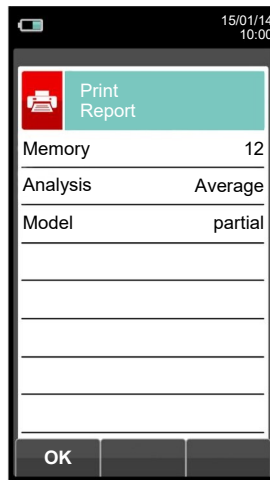 15/01/14
10:00
Print
Report
Memory 12
Analysis Average
Model partial
OK